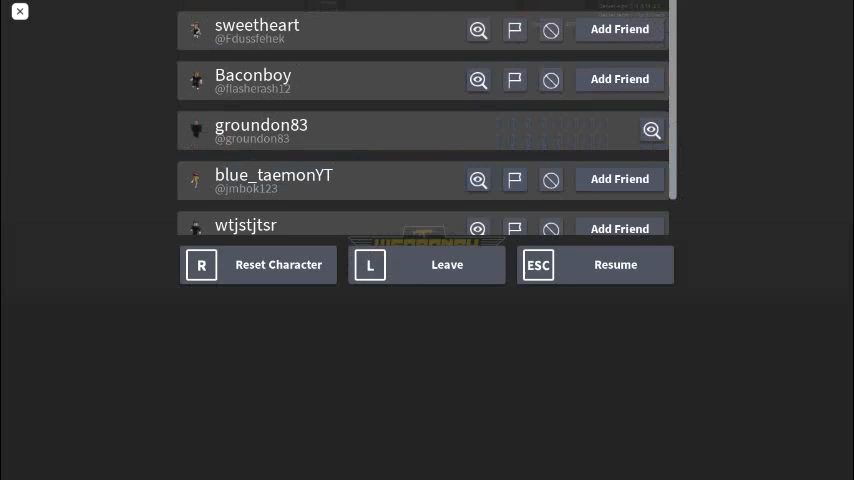 sweetheart
@Fdussfehek
Add Friend
Baconboy
@flasherash12
Add Friend
groundon83
@groundon83
blue_taemonYT
@jmbok123
Add Friend
wtjstjtsr
Add Friend
R Reset Character
L Leave
ESC Resume